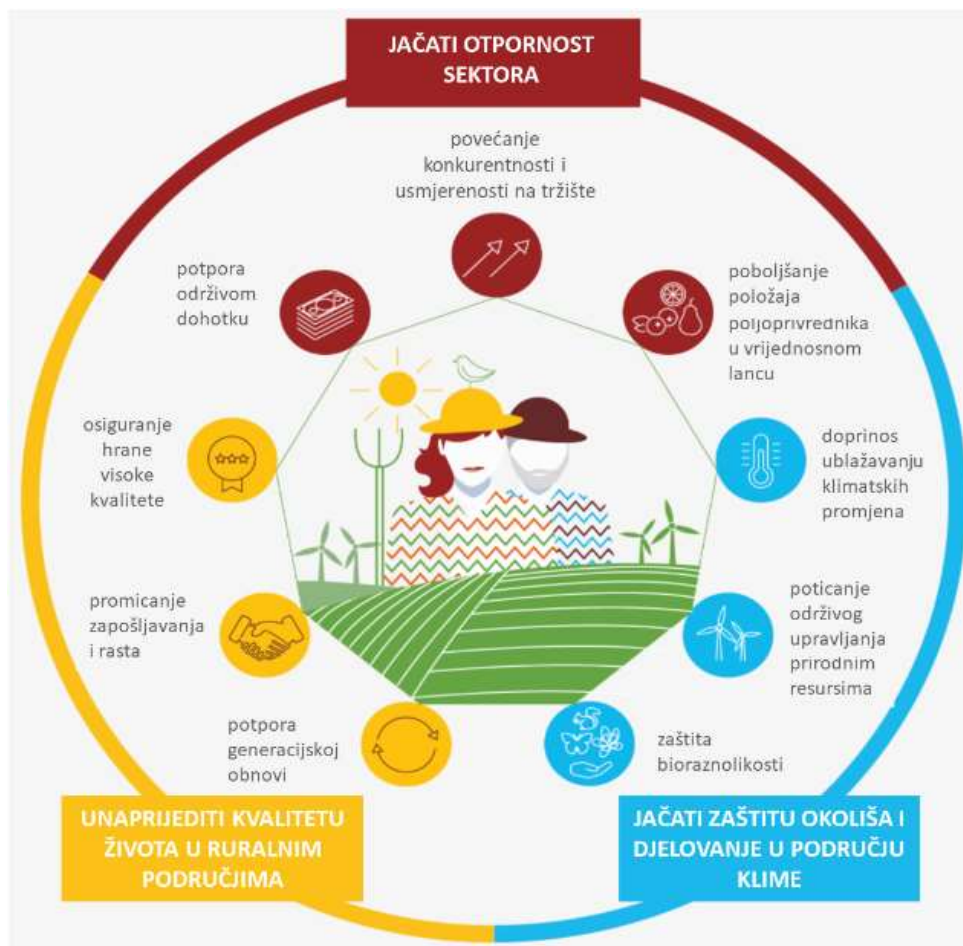 JAČATI OTPORNOST
SEKTORA
povećanje
konkurentnosti i
usmjerenosti na tržište
potpora
održivom
dohotku
poboljšanje
položaja
poljoprivrednika
u vrijednosnom
lancu
osiguranje
hrane
visoke
kvalitete
doprinos
ublažavanju
klimatskih
promjena
promicanje
zapošljavanja
i rasta
poticanje
održivog
upravljanja
prirodnim
resursima
potpora
generacijskoj
obnovi
zaštita
bioraznolikosti
UNAPRIJEDITI KVALITETU
ŽIVOTA U RURALNIM
PODRUČJIMA
JAČATI ZAŠTITU OKOLIŠA I
DJELOVANJE U PODRUČJU
KLIME